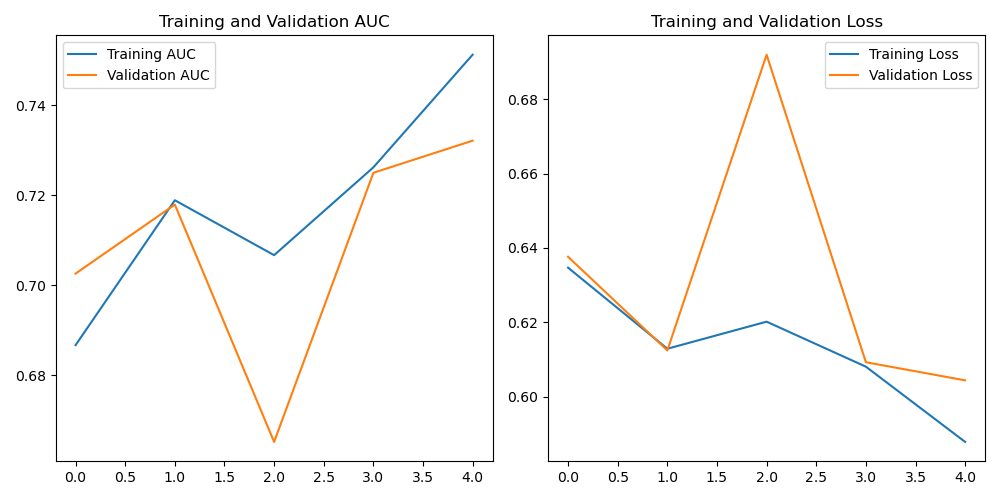 Training and Validation AUC
Training AUC
Validation AUC
0.74
0.72
0.70
0.68
0.0 0.5 1.0 1.5 2.0 2.5 3.0 3.5 4.0
Training and Validation Loss
Training Loss
Validation Loss
0.68
0.66
0.64
0.62
0.60
0.0 0.5 1.0 1.5 2.0 2.5 3.0 3.5 4.0